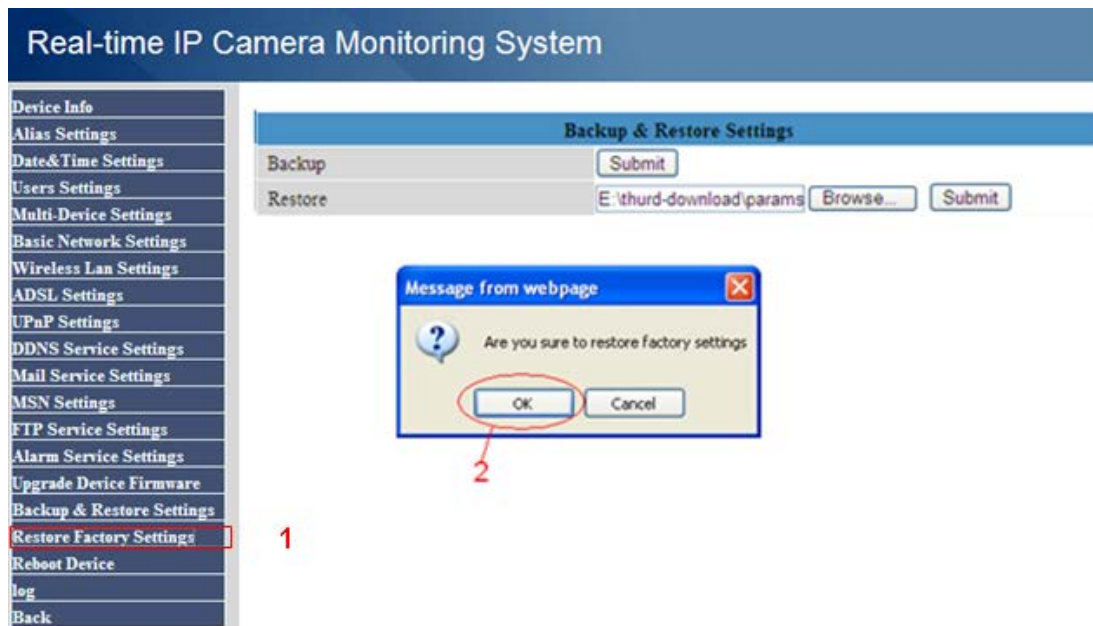 Real-time IP Camera Monitoring System
Device Info
Alias Settings
Date&Time Settings
Users Settings
Multi-Device Settings
Basic Network Settings
Wireless Lan Settings
ADSL Settings
UPnP Settings
DDNS Service Settings
Mail Service Settings
MSN Settings
FTP Service Settings
Alarm Service Settings
Upgrade Device Firmware
Backup & Restore Settings
Restore Factory Settings
Reboot Device
log
Back
1
Backup & Restore Settings
Backup Submit
Restore E:\thurd-download\params Browse... Submit
Message from webpage
Are you sure to restore factory settings
OK Cancel
2